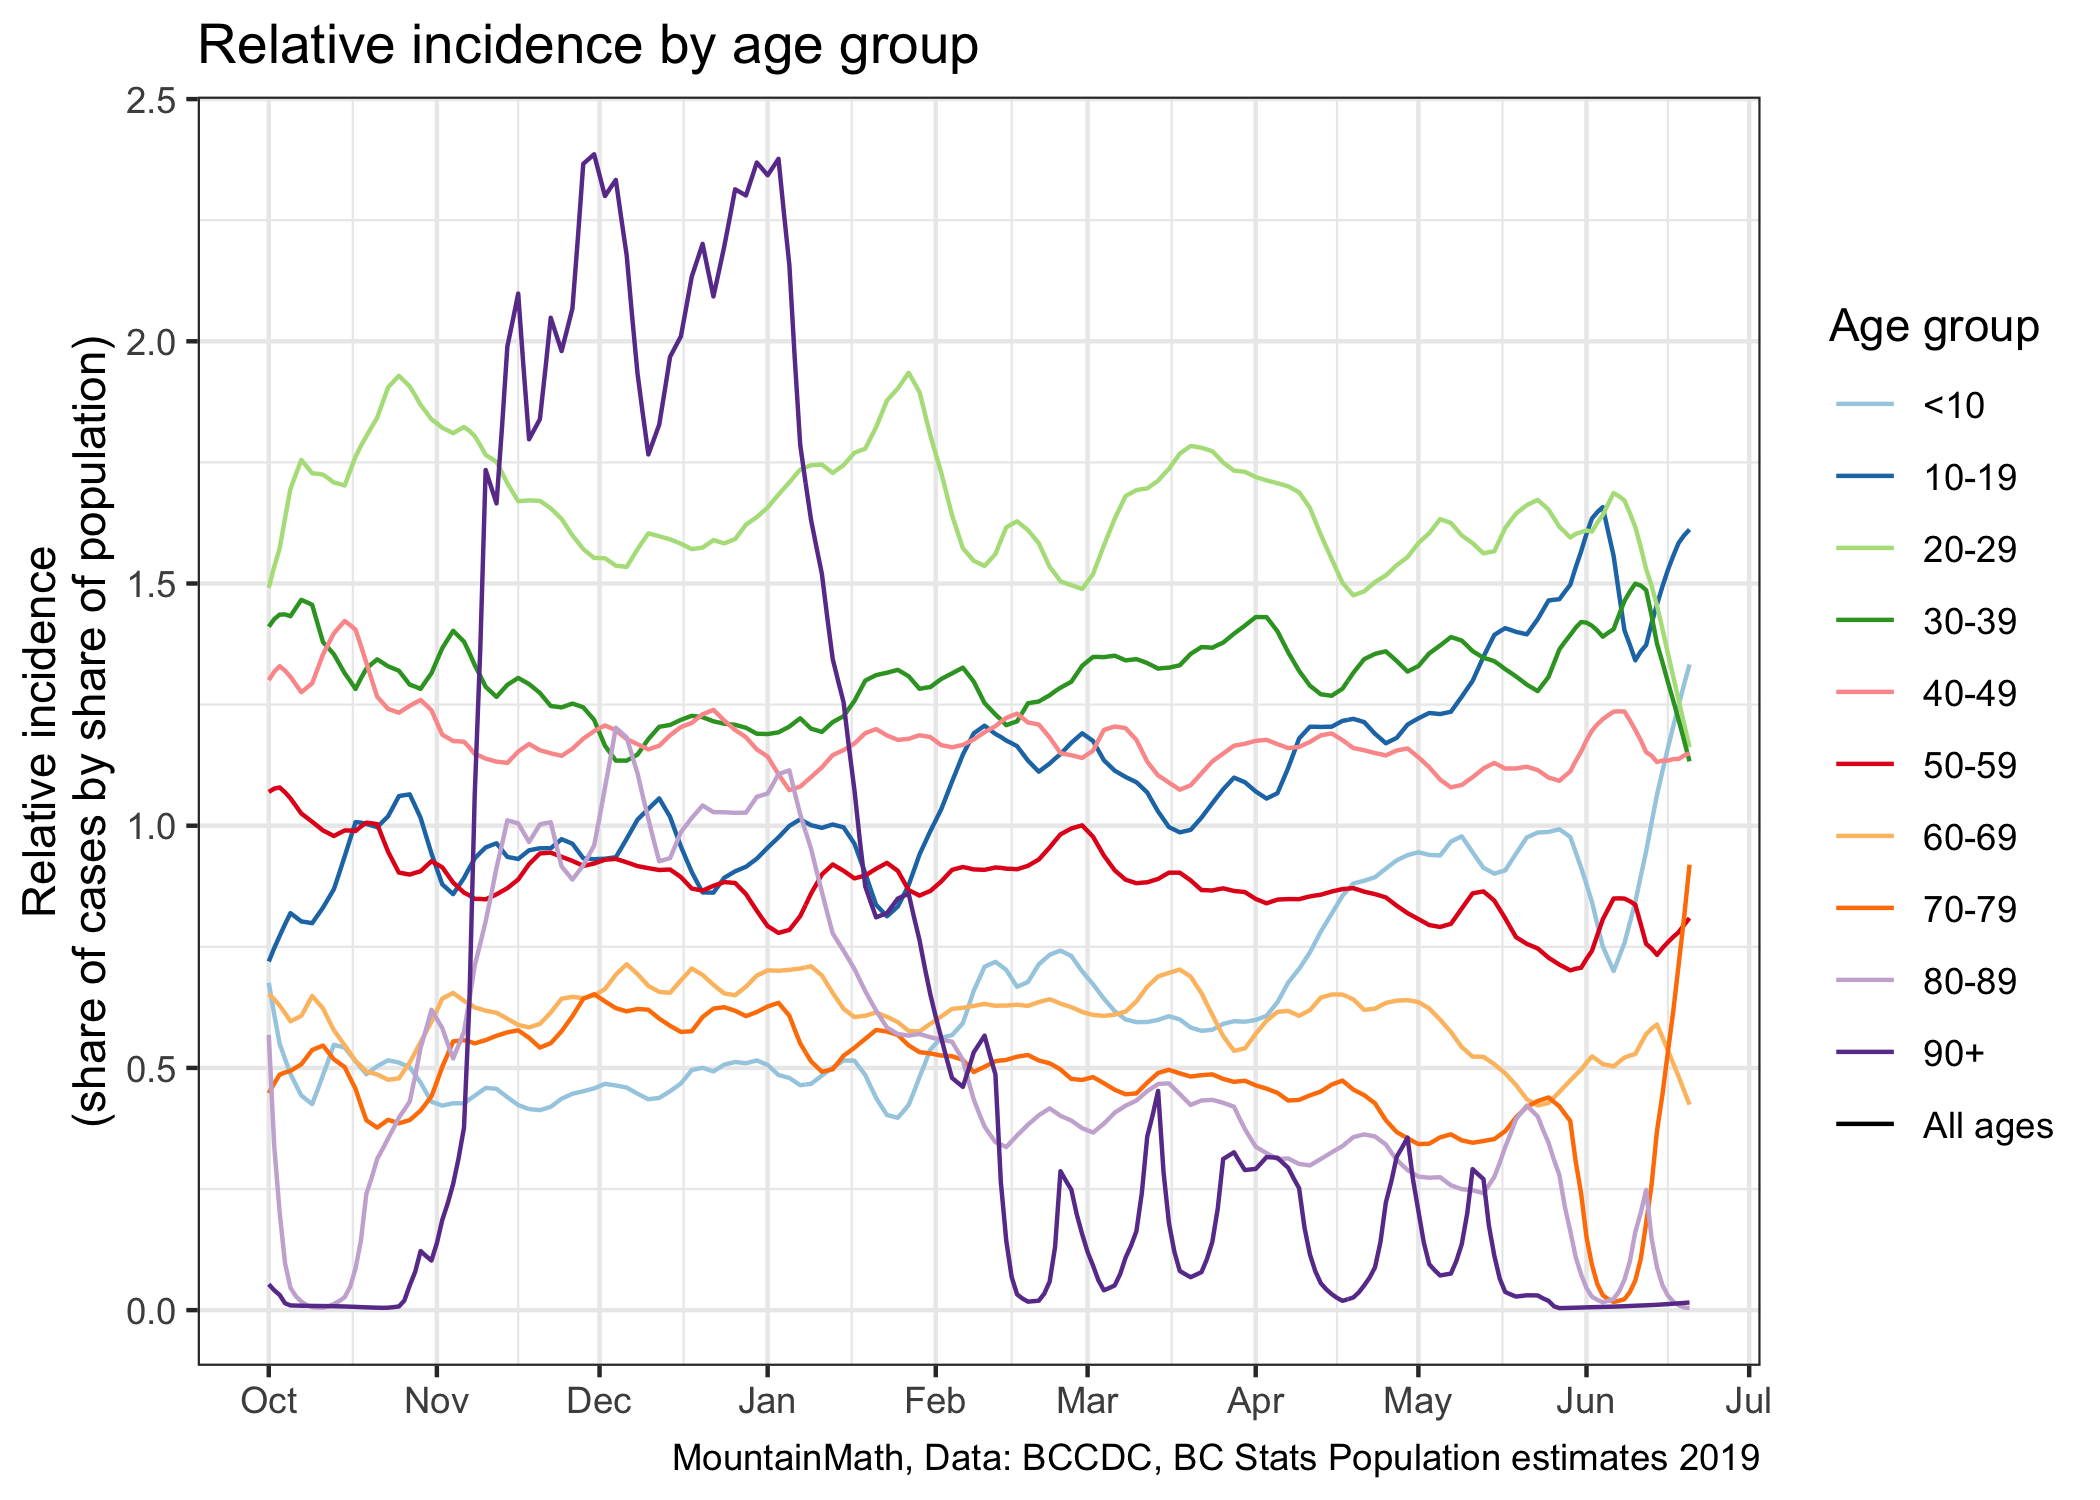 Relative incidence by age group
Relative incidence
(share of cases by share of population)
2.5
2.0
1.5
1.0
0.5
0.0
Oct Nov Dec Jan Feb Mar Apr May Jun Jul
Age group
<10
10-19
20-29
30-39
40-49
50-59
60-69
70-79
80-89
90+
All ages
MountainMath, Data: BCCDC, BC Stats Population estimates 2019